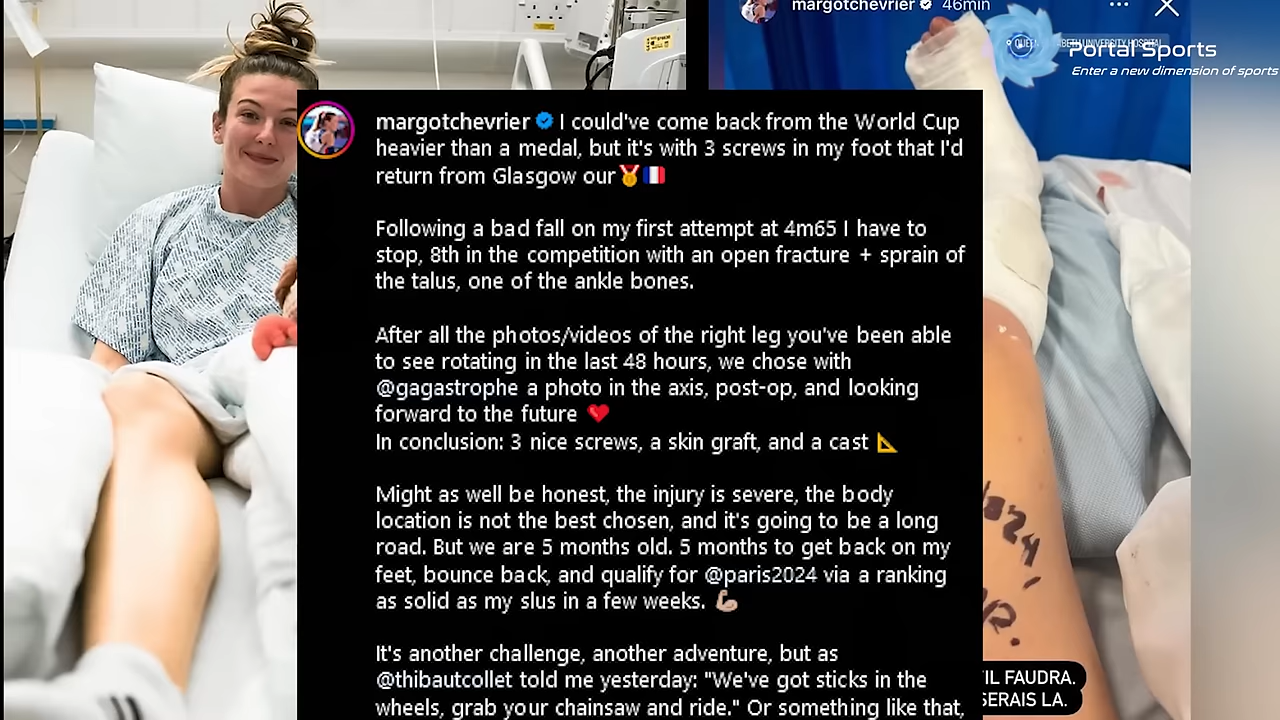 margotchevrier 46min
QUEEN ELIZABETH UNIVERSITY HOSPITAL
Portal Sports
Enter a new dimension of sports
margotchevrier I could've come back from the World Cup
heavier than a medal, but it's with 3 screws in my foot that I'd
return from Glasgow our🥇🇫🇷
Following a bad fall on my first attempt at 4m65 I have to
stop, 8th in the competition with an open fracture + sprain of
the talus, one of the ankle bones.
After all the photos/videos of the right leg you've been able
to see rotating in the last 48 hours, we chose with
@gagastrophe a photo in the axis, post-op, and looking
forward to the future ❤️
In conclusion: 3 nice screws, a skin graft, and a cast 📐
Might as well be honest, the injury is severe, the body
location is not the best chosen, and it's going to be a long
road. But we are 5 months old. 5 months to get back on my
feet, bounce back, and qualify for @paris2024 via a ranking
as solid as my slus in a few weeks. 💪🏼
It's another challenge, another adventure, but as
@thibautcollet told me yesterday: "We've got sticks in the
wheels, grab your chainsaw and ride." Or something like that,
IL FAUDRA.
SERAIS LA.